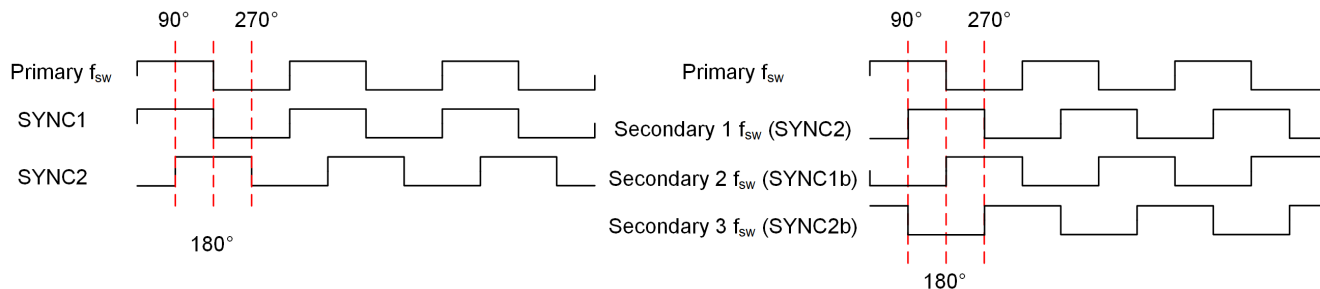 90° 270°
Primary fsw
SYNC1
SYNC2
180°
90° 270°
Primary fsw
Secondary 1 fsw (SYNC2)
Secondary 2 fsw (SYNC1b)
Secondary 3 fsw (SYNC2b)
180°